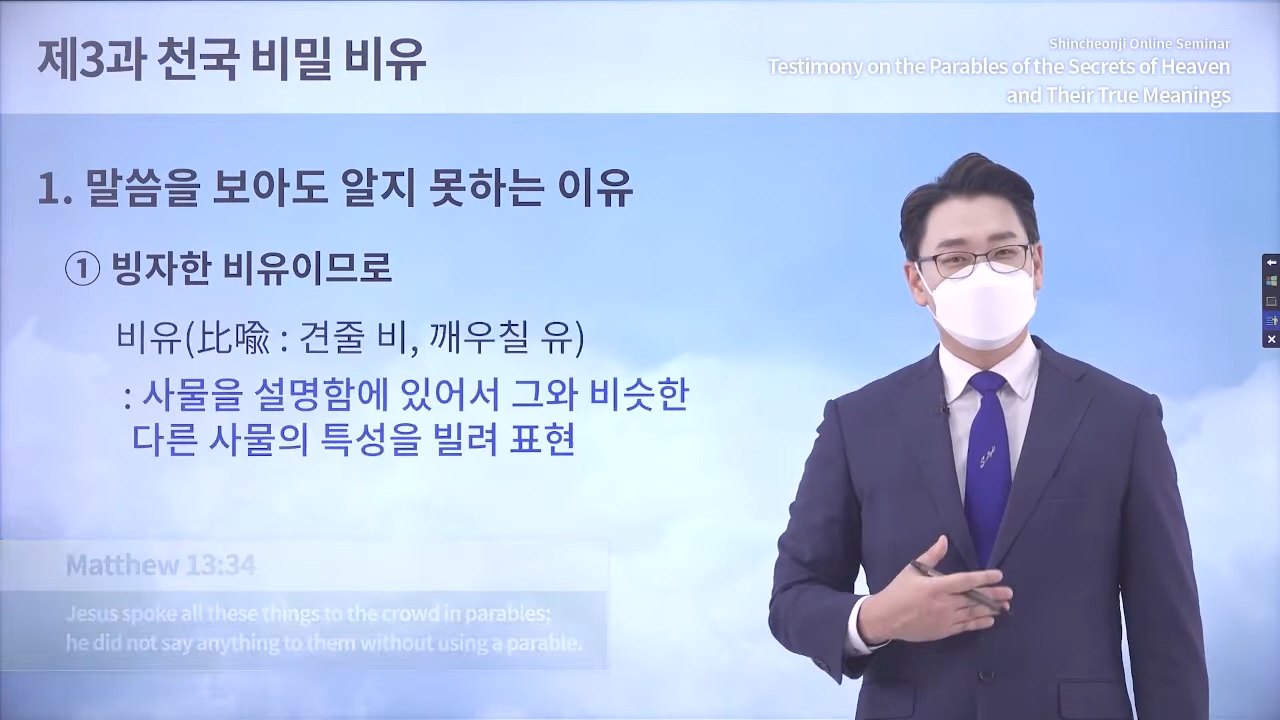 제3과 천국 비밀 비유
Shincheonji Online Seminar
Testimony on the Parables of the Secrets of Heaven
and Their True Meanings
1. 말씀을 보아도 알지 못하는 이유
① 빙자한 비유이므로
비유(比喩 : 견줄 비, 깨우칠 유)
: 사물을 설명함에 있어서 그와 비슷한
다른 사물의 특성을 빌려 표현
Matthew 13:34
Jesus spoke all these things to the crowd in parables;
he did not say anything to them without using a parable.